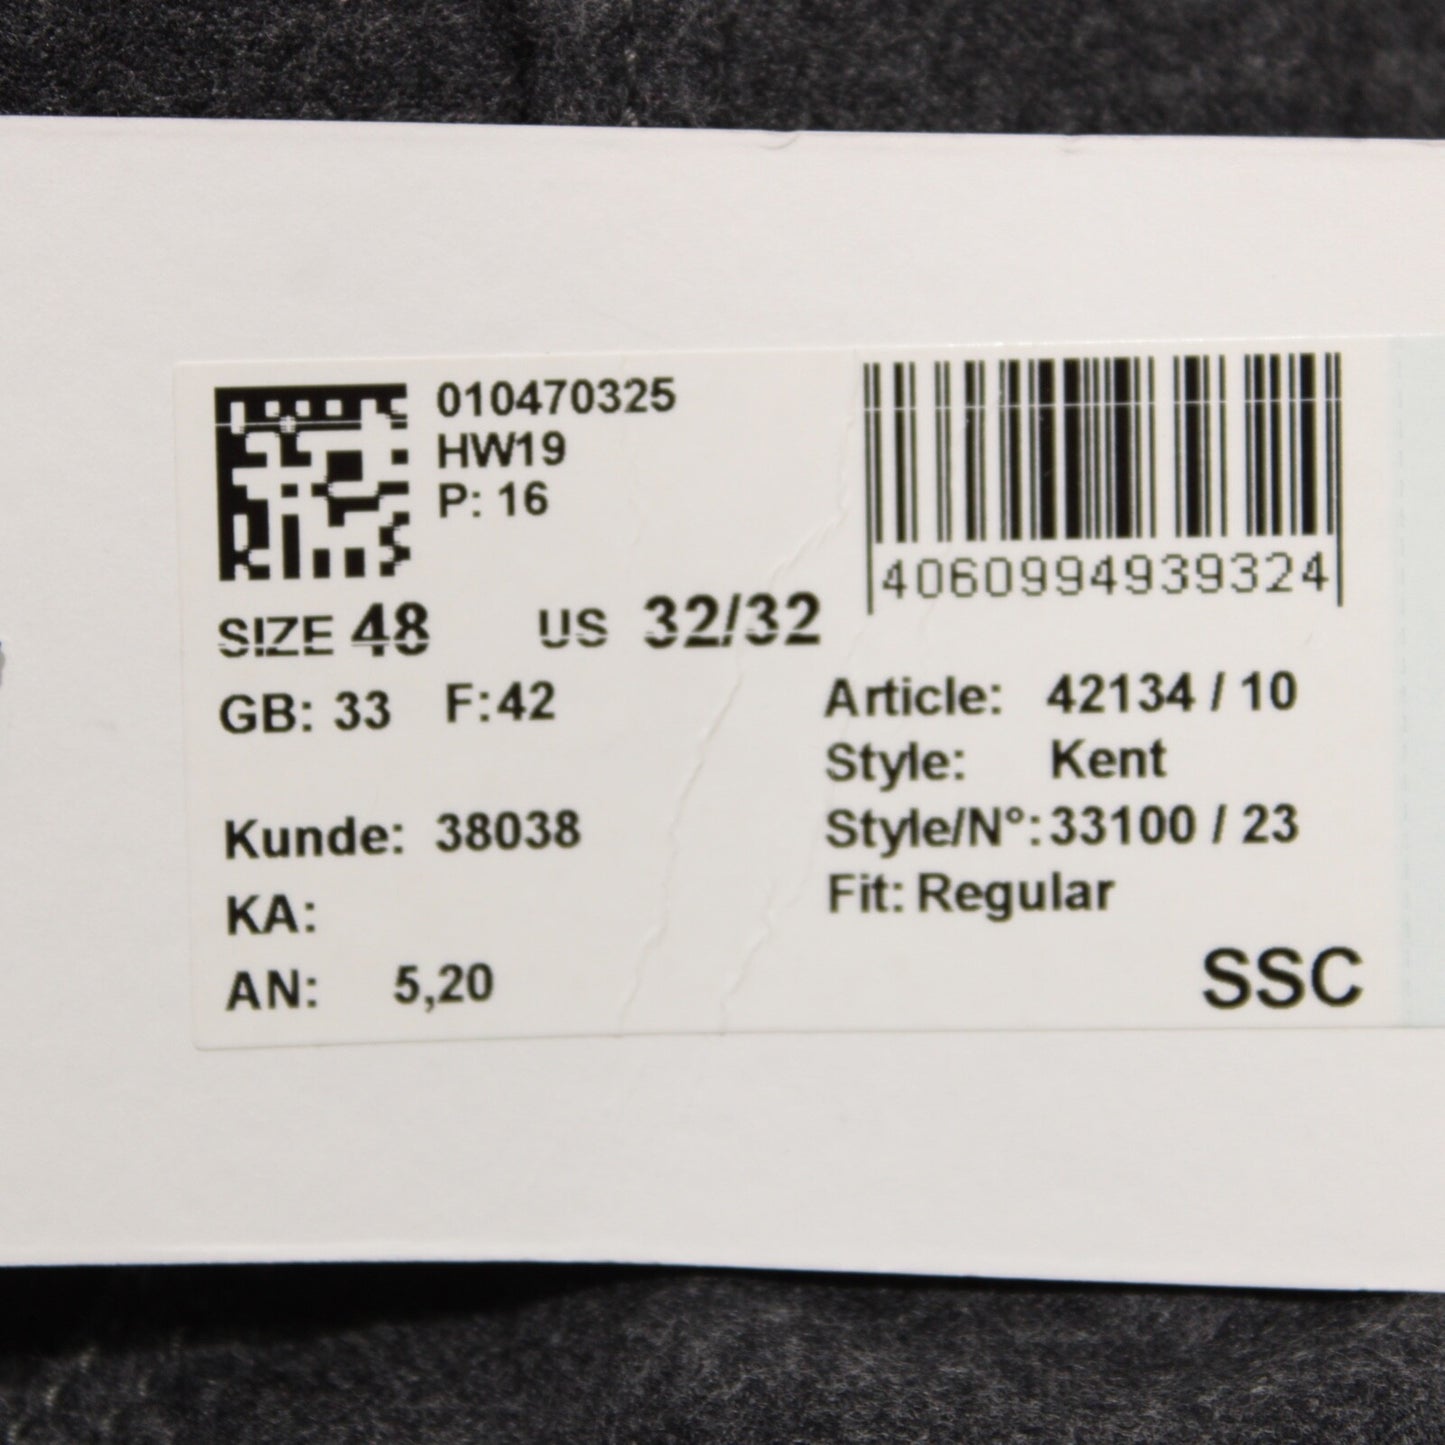 010470325
HW19
P: 16
4060994939324
SIZE 48 US 32/32
GB: 33 F:42
Article: 42134 / 10
Style: Kent
Style/N°:33100 / 23
Fit: Regular
Kunde: 38038
KA:
AN: 5,20
SSC